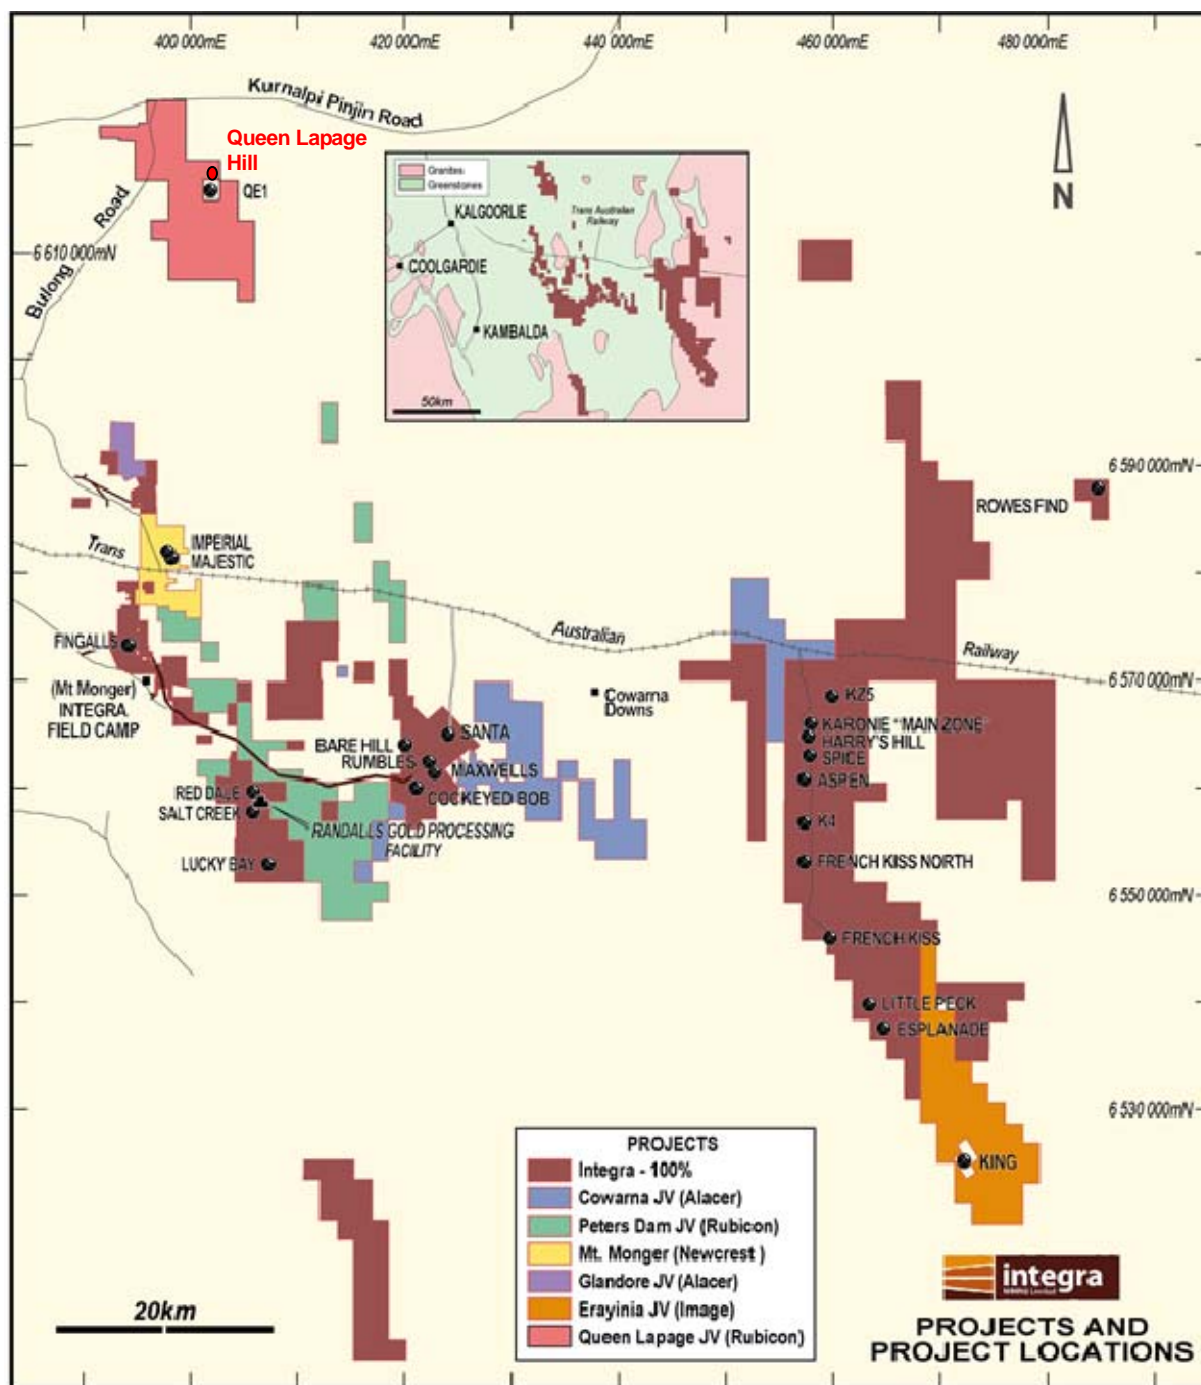 400 000mE
420 000mE
440 000mE
460 000mE
480 000mE
Kurnalpi Pinjin Road
Queen Lapage
Hill
QE1
Bulong Road
6 610 000mN
Granites
Greenstones
KALGOORLIE
Trans Australian
Railway
COOLGARDIE
KAMBALDA
50km
N
6 590 000mN
ROWES FIND
IMPEIRIAL
MAJESTIC
Trans
Australian
Railway
FINGALLS
(Mt Monger)
INTEGRA
FIELD CAMP
6 570 000mN
Cowarna
Downs
KZ5
KARONIE "MAIN ZONE"
HARRY'S HILL
SPICE
ASPEN
SANTA
BARE HILL
RUMBLES
MAXWELLS
COCKEYED BOB
RED DALE
SALT CREEK
RANDALLS GOLD PROCESSING
FACILITY
K4
LUCKY BAY
FRENCH KIISS NORTH
6 550 000mN
FRENCH KISS
LITTLE PECK
ESPLANADE
6 530 000mN
KING
PROJECTS
Integra - 100%
Cowarna JV (Alacer)
Peters Dam JV (Rubicon)
Mt. Monger (Newcrest )
Glandore JV (Alacer)
Erayinia JV (Image)
Queen Lapage JV (Rubicon)
20km
integra
MINING Limited
PROJECTS AND
PROJECT LOCATIONS